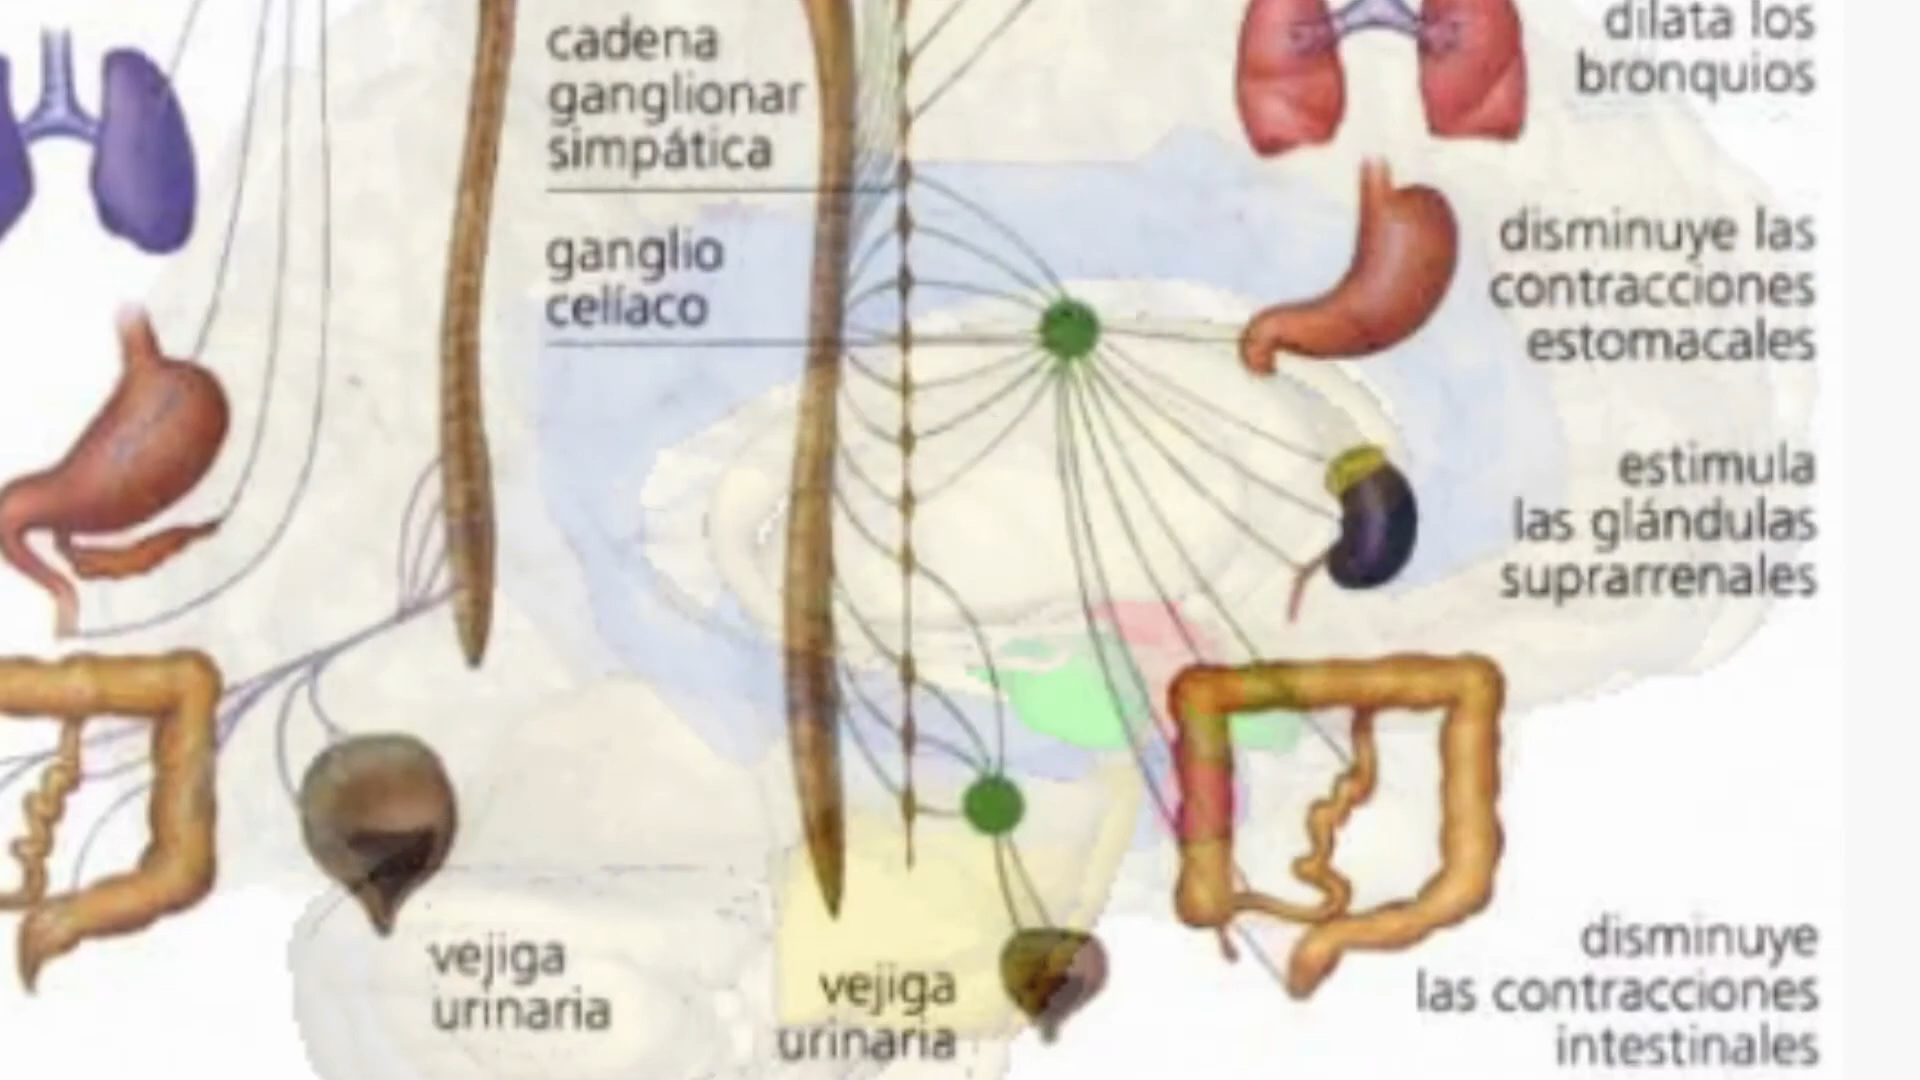 cadena
ganglionar
simpática
ganglio
celíaco
dilata los
bronquios
disminuye las
contracciones
estomacales
estimula
las glándulas
suprarrenales
vejiga
urinaria
vejiga
urinaria
disminuye
las contracciones
intestinales